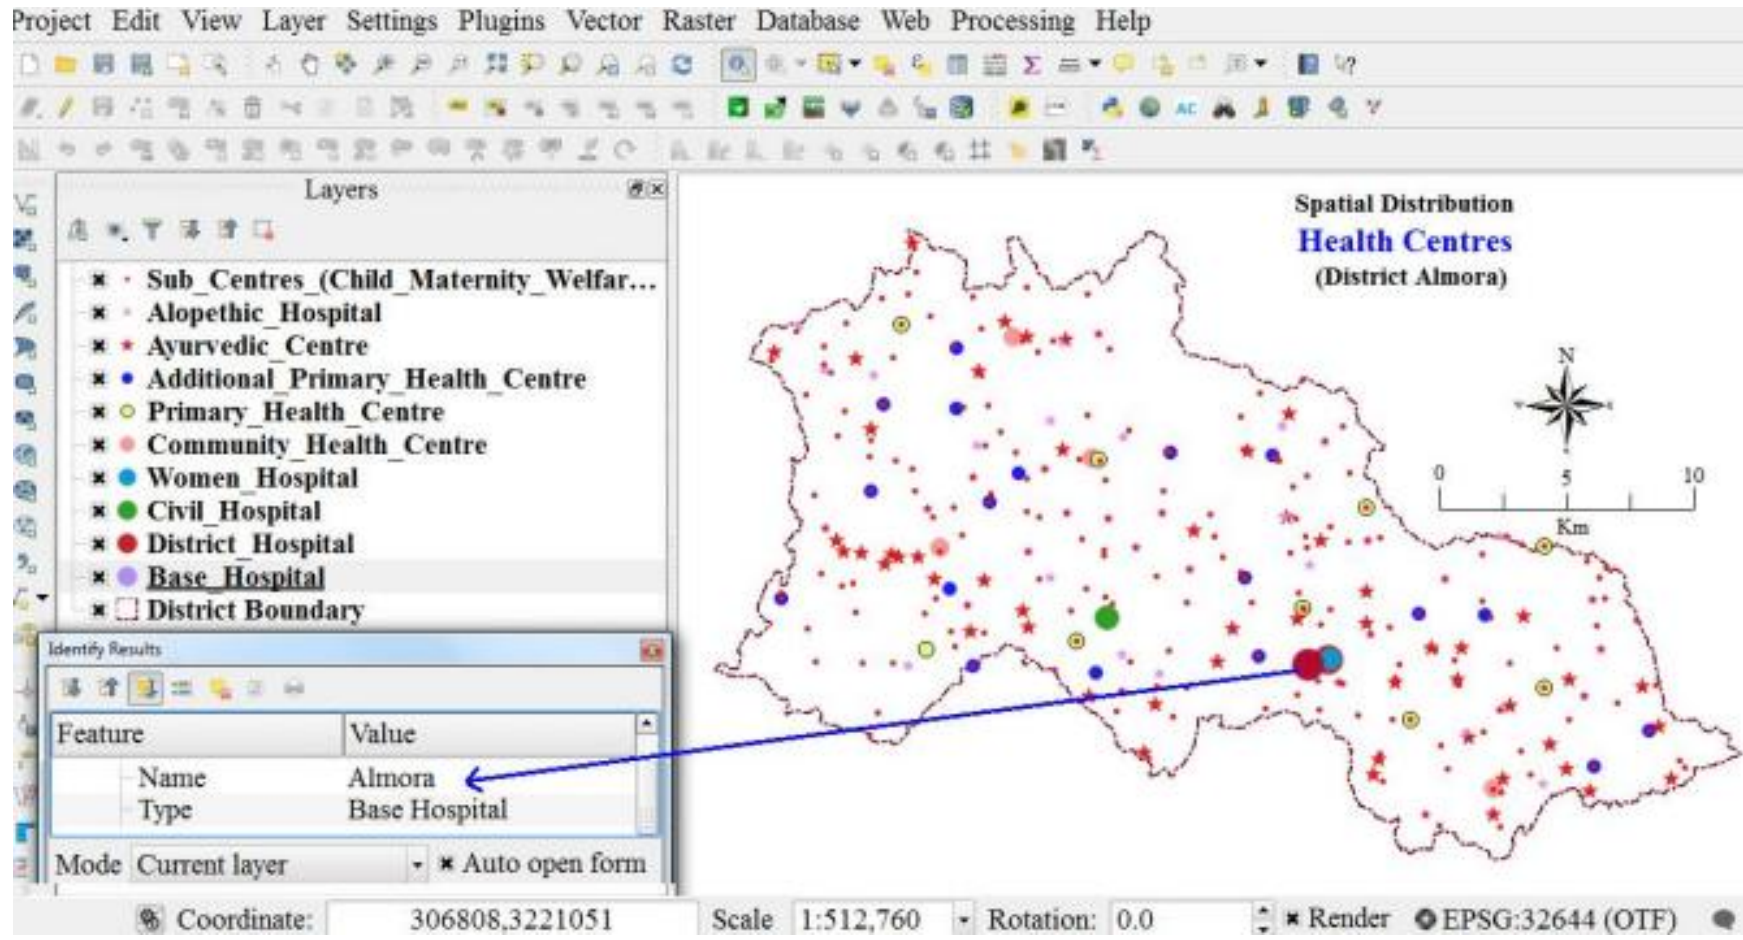 Project Edit View Layer Settings Plugins Vector Raster Database Web Processing Help
AC
Layers
Sub_Centres_(Child_Maternity_Welfar...
Alopethic_Hospital
Ayurvedic_Centre
Additional_Primary_Health_Centre
Primary_Health_Centre
Community_Health_Centre
Women_Hospital
Civil_Hospital
District_Hospital
Base_Hospital
District Boundary
Identify Results
Feature Value
Name Almora
Type Base Hospital
Mode Current layer Auto open form
Spatial Distribution
Health Centres
(District Almora)
N
0 5 10
Km
Coordinate: 306808,3221051 Scale 1:512,760 Rotation: 0.0 Render EPSG:32644 (OTF)